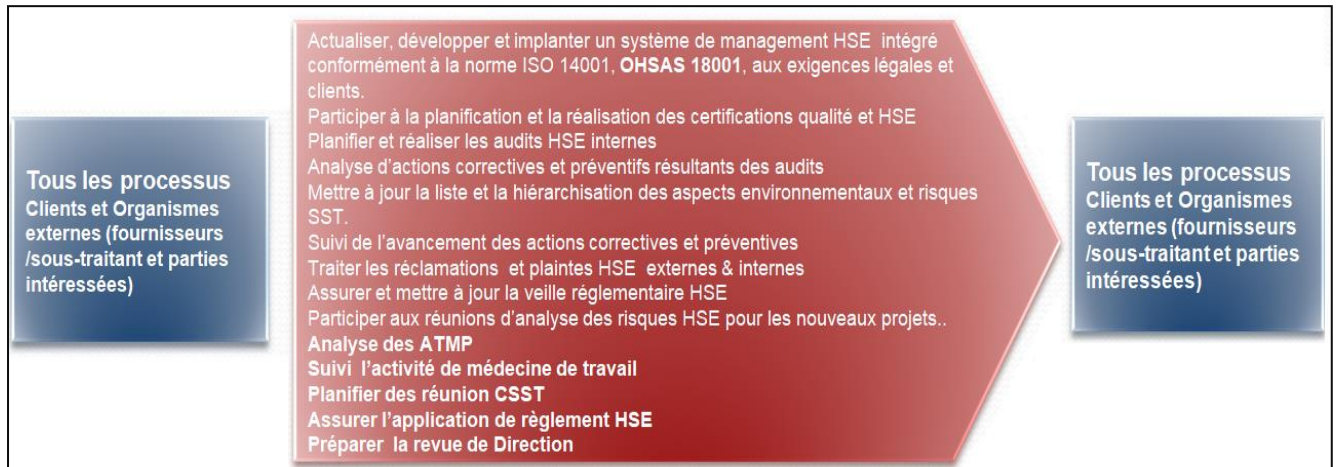 Tous les processus
Clients et Organismes
externes (fournisseurs
/sous-traitant et parties
intéressées)
Actualiser, développer et implanter un système de management HSE intégré
conformément à la norme ISO 14001, OHSAS 18001, aux exigences légales et
clients.
Participer à la planification et la réalisation des certifications qualité et HSE
Planifier et réaliser les audits HSE internes
Analyse d'actions correctives et préventifs résultants des audits
Mettre à jour la liste et la hiérarchisation des aspects environnementaux et risques
SST.
Suivi de l'avancement des actions correctives et préventives
Traiter les réclamations et plaintes HSE externes & internes
Assurer et mettre à jour la veille réglementaire HSE
Participer aux réunions d'analyse des risques HSE pour les nouveaux projets..
Analyse des ATMP
Suivi l'activité de médecine de travail
Planifier des réunion CSST
Assurer l'application de règlement HSE
Préparer la revue de Direction
Tous les processus
Clients et Organismes
externes (fournisseurs
/sous-traitant et parties
intéressées)